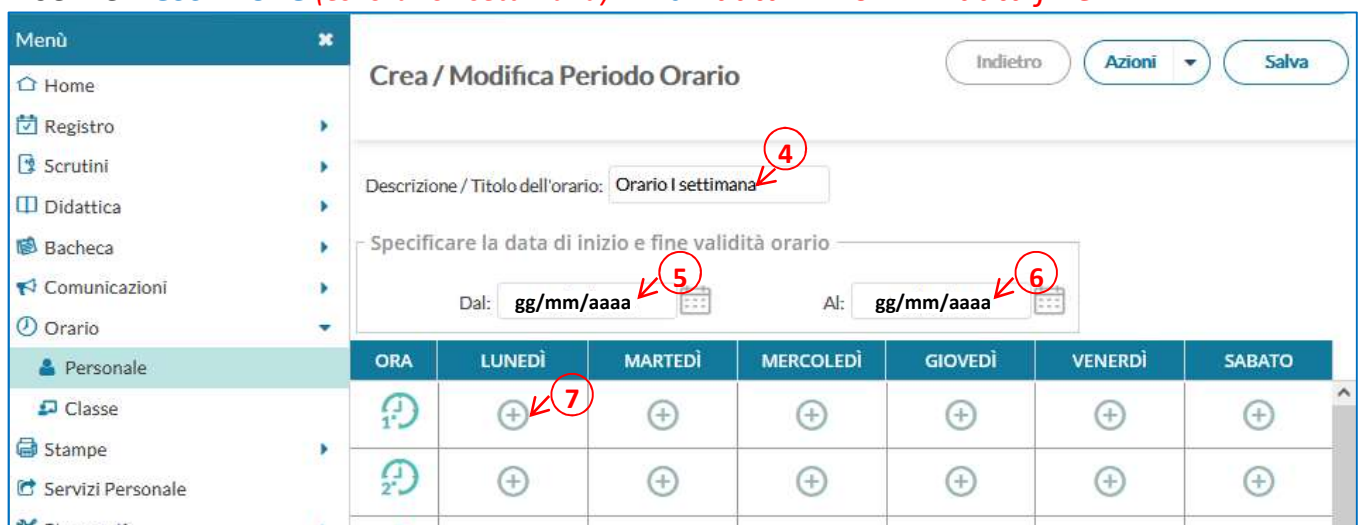 Menù
Home
Registro
Scrutini
Didattica
Bacheca
Comunicazioni
Orario
Personale
Classe
Stampe
Servizi Personale
Crea / Modifica Periodo Orario
Indietro
Azioni
Salva
4
Descrizione / Titolo dell'orario: Orario I settimana
Specificare la data di inizio e fine validità orario
5
6
Dal: gg/mm/aaaa
Al: gg/mm/aaaa
ORA LUNEDÌ MARTEDÌ MERCOLEDÌ GIOVEDÌ VENERDÌ SABATO
1°
7
2°